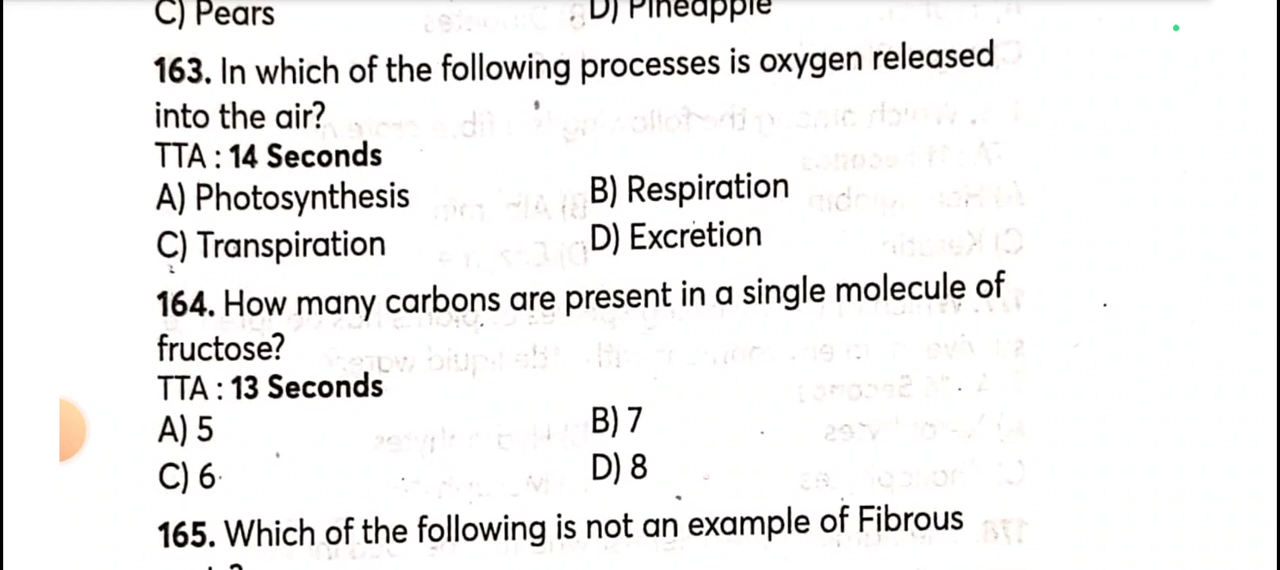 C) Pears D) Pineapple
163. In which of the following processes is oxygen released
into the air?
TTA : 14 Seconds
A) Photosynthesis B) Respiration
C) Transpiration D) Excretion
164. How many carbons are present in a single molecule of
fructose?
TTA : 13 Seconds
A) 5 B) 7
C) 6 D) 8
165. Which of the following is not an example of Fibrous